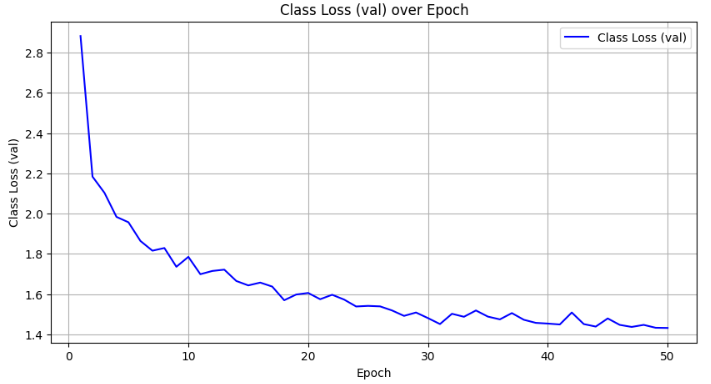 Class Loss (val) over Epoch
Class Loss (val)
2.8
2.6
2.4
2.2
2.0
1.8
1.6
1.4
Class Loss (val)
0 10 20 30 40 50
Epoch